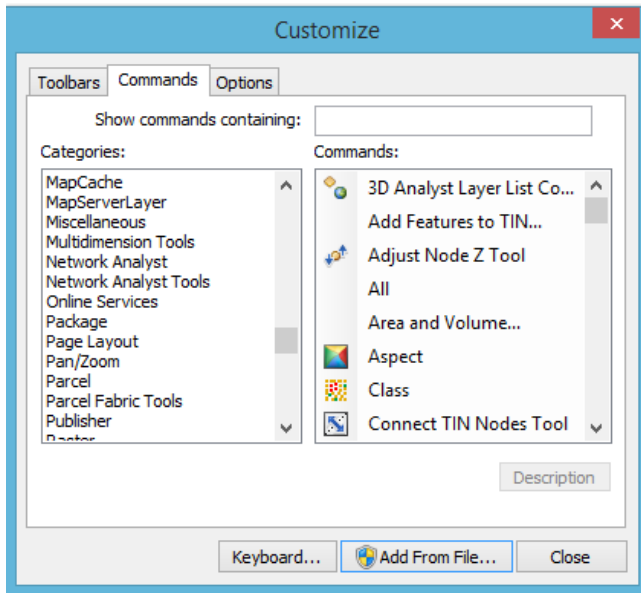 Customize
Toolbars Commands Options
Show commands containing:
Categories:
Commands:
MapCache
MapServerLayer
Miscellaneous
Multidimension Tools
Network Analyst
Network Analyst Tools
Online Services
Package
Page Layout
Pan/Zoom
Parcel
Parcel Fabric Tools
Publisher
Raster
3D Analyst Layer List Co...
Add Features to TIN...
Adjust Node Z Tool
All
Area and Volume...
Aspect
Class
Connect TIN Nodes Tool
Description
Keyboard... Add From File... Close